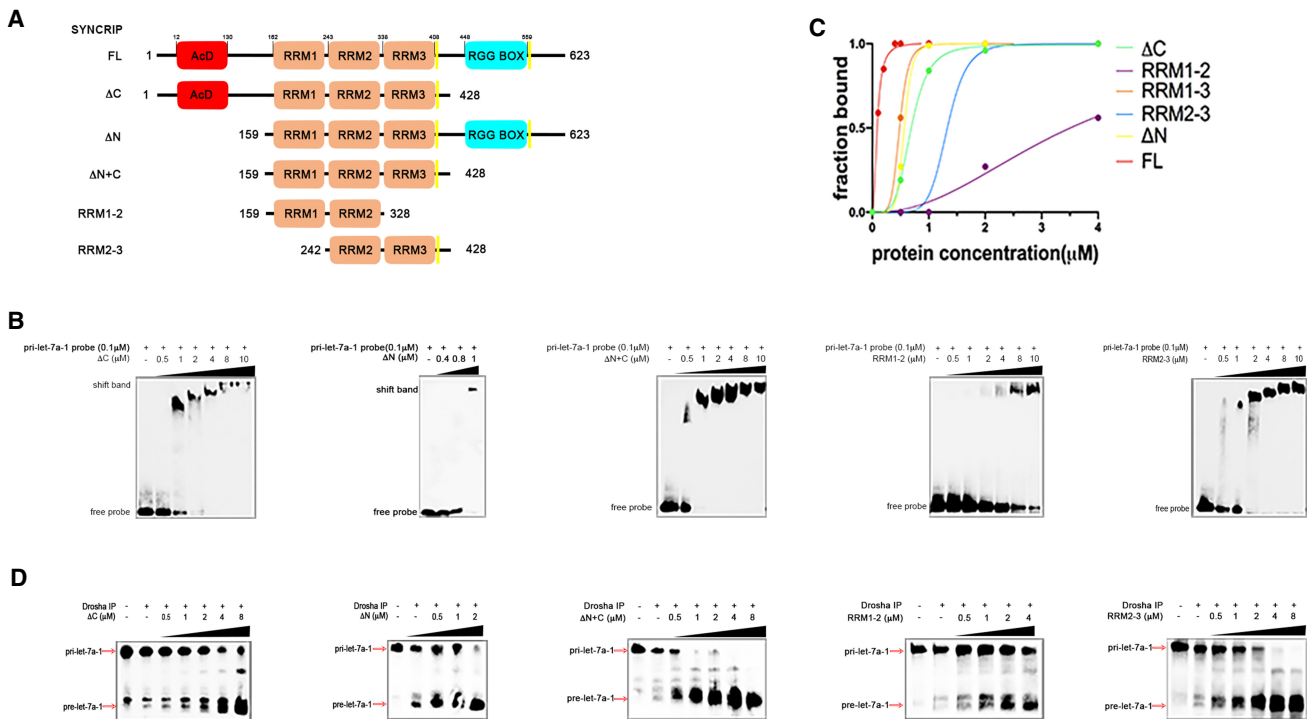 A
SYNCRIP
12 130 182 243 338 408 448 559
FL 1 AcD RRM1 RRM2 RRM3 RGG BOX 623
ΔC 1 AcD RRM1 RRM2 RRM3 428
ΔN 159 RRM1 RRM2 RRM3 RGG BOX 623
ΔN+C 159 RRM1 RRM2 RRM3 428
RRM1-2 159 RRM1 RRM2 328
RRM2-3 242 RRM2 RRM3 428
C
fraction bound
1.0
0.5
0.0
0 1 2 3 4
protein concentration(μM)
ΔC
RRM1-2
RRM1-3
RRM2-3
ΔN
FL
B
pri-let-7a-1 probe (0.1μM) + + + + + + +
ΔC (μM) - 0.5 1 2 4 8 10
shift band
free probe
pri-let-7a-1 probe(0.1μM) + + + +
ΔN (μM) - 0.4 0.8 1
shift band
free probe
pri-let-7a-1 probe (0.1μM) + + + + + + +
ΔN+C (μM) - 0.5 1 2 4 8 10
free probe
pri-let-7a-1 probe (0.1μM) + + + + + + +
RRM1-2 (μM) - 0.5 1 2 4 8 10
free probe
pri-let-7a-1 probe (0.1μM) + + + + + + +
RRM2-3 (μM) - 0.5 1 2 4 8 10
free probe
D
Drosha IP - + + + + + +
ΔC (μM) - - 0.5 1 2 4 8
pri-let-7a-1
pre-let-7a-1
Drosha IP - + + + +
ΔN (μM) - - 0.5 1 2
pri-let-7a-1
pre-let-7a-1
Drosha IP - + + + + + +
ΔN+C (μM) - - 0.5 1 2 4 8
pri-let-7a-1
pre-let-7a-1
Drosha IP - + + + + +
RRM1-2 (μM) - - 0.5 1 2 4
pri-let-7a-1
pre-let-7a-1
Drosha IP - + + + + + +
RRM2-3 (μM) - - 0.5 1 2 4 8
pri-let-7a-1
pre-let-7a-1